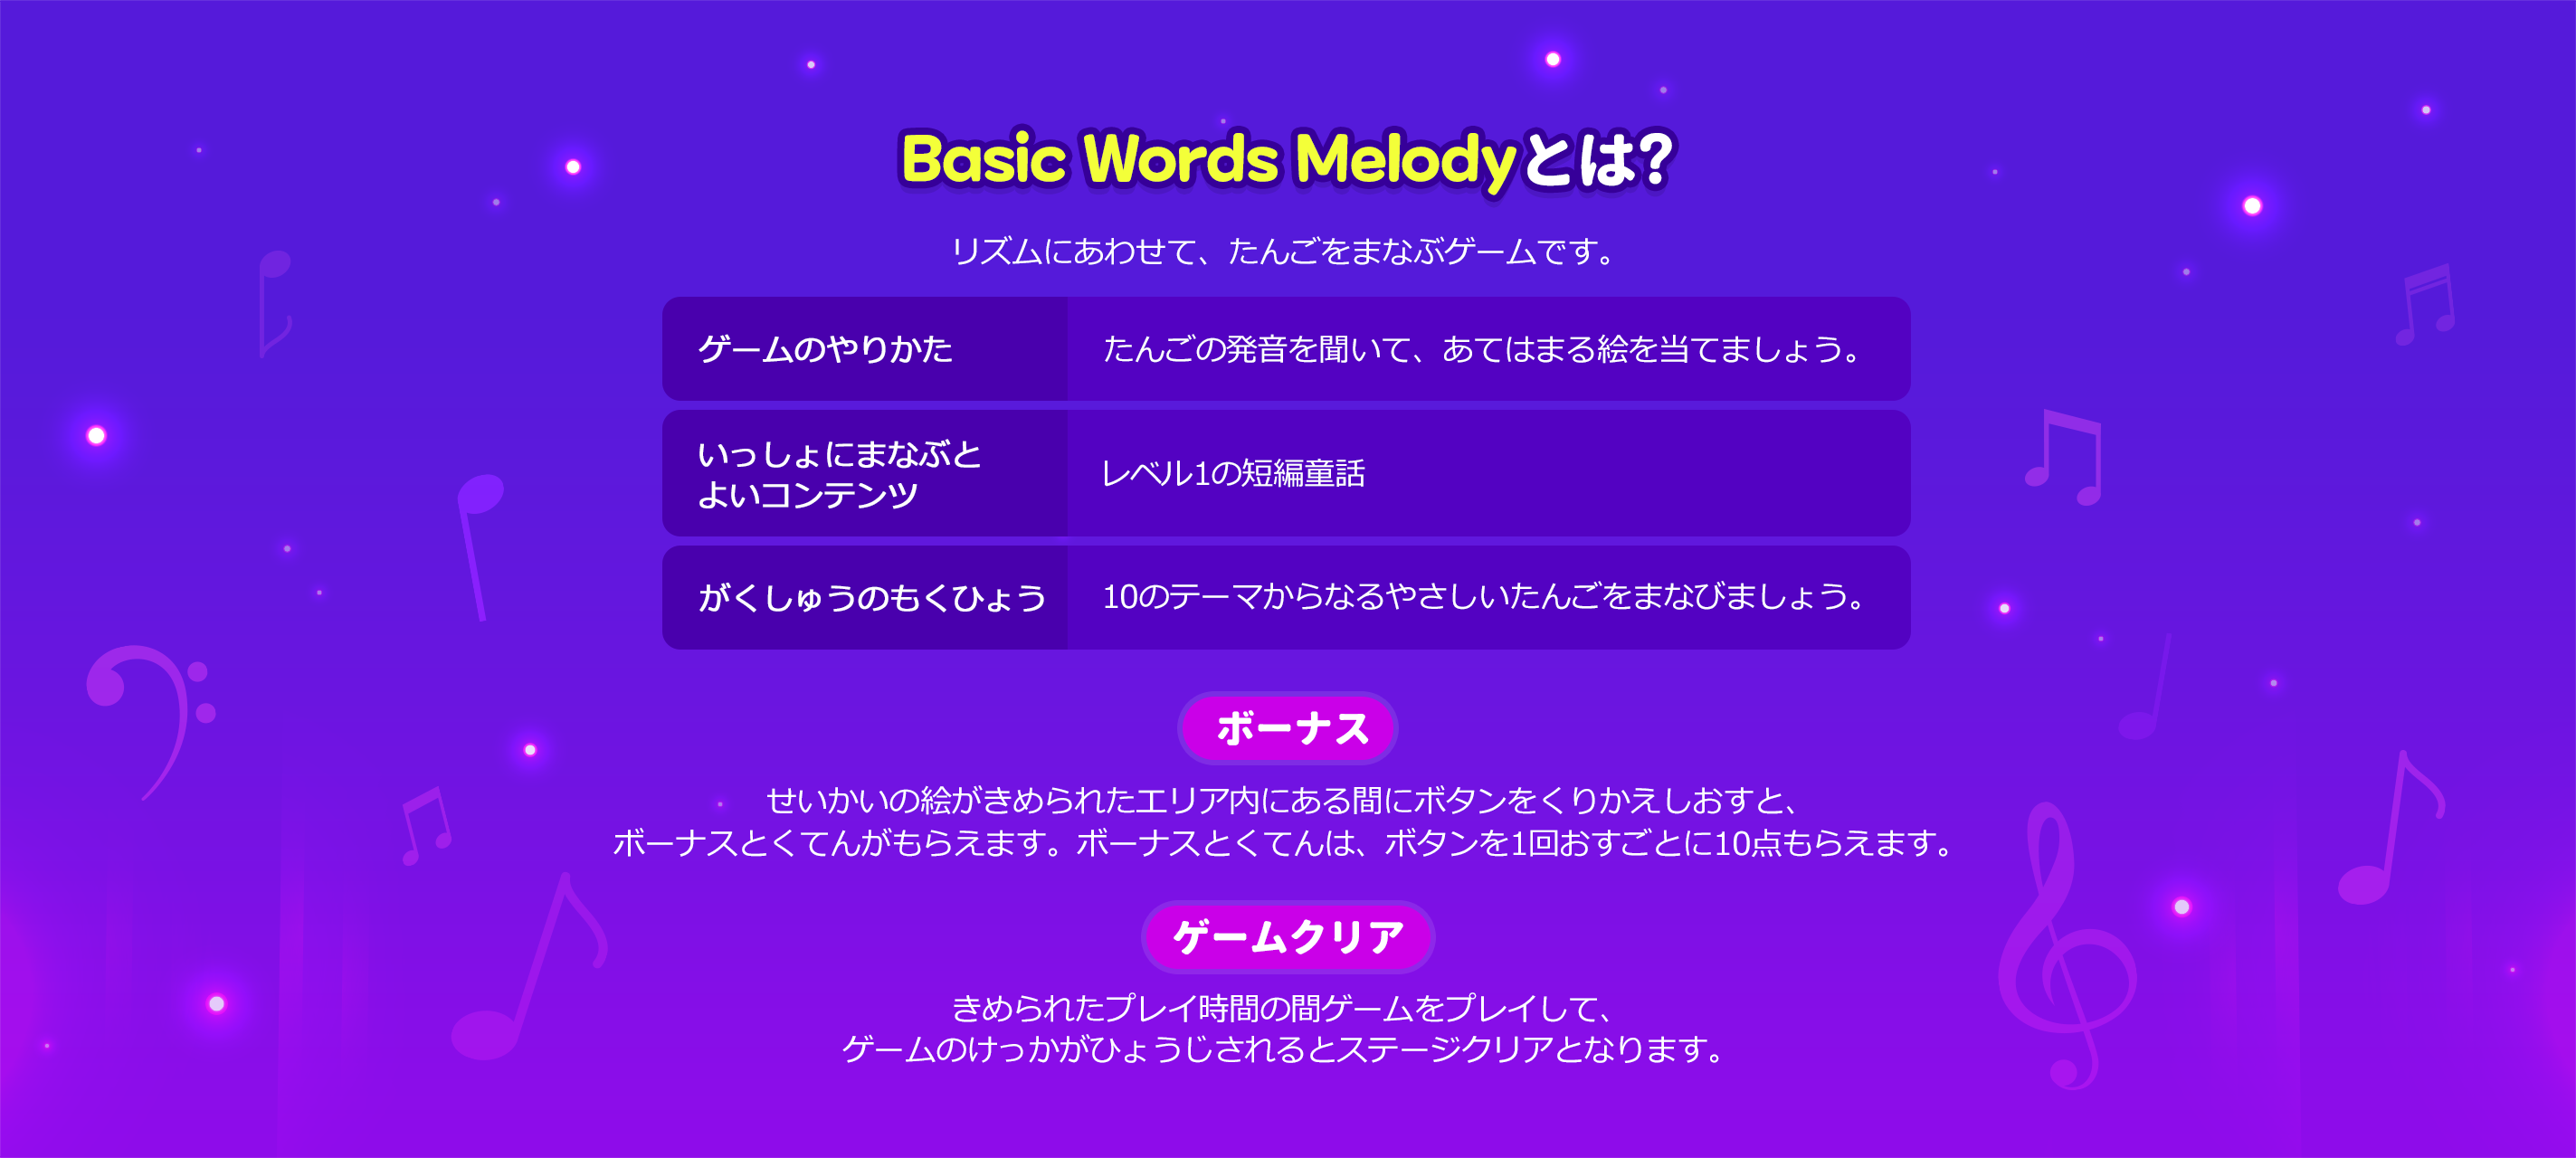 Basic Words Melodyとは?
リズムにあわせて、たんごをまなぶゲームです。
ゲームのやりかた
たんごの発音を聞いて、あてはまる絵を当てましょう。
いっしょにまなぶと
よいコンテンツ
レベル1の短編童話
がくしゅうのもくひょう
10のテーマからなるやさしいたんごをまなびましょう。
ボーナス
せいかいの絵がきめられたエリア内にある間にボタンをくりかえしおすと、
ボーナスとくてんがもらえます。ボーナスとくてんは、ボタンを1回おすごとに10点もらえます。
ゲームクリア
きめられたプレイ時間の間ゲームをプレイして、
ゲームのけっかがひょうじされるとステージクリアとなります。